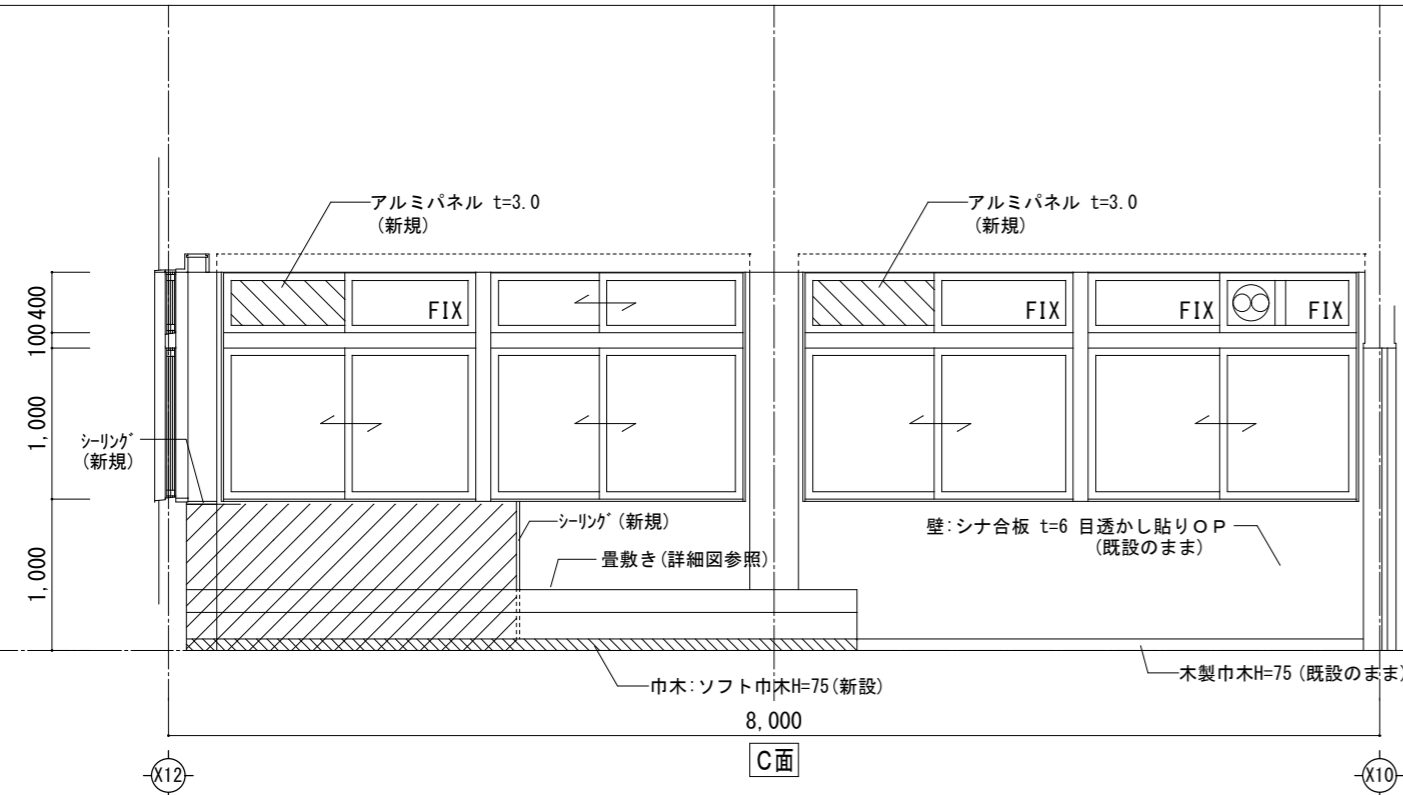 アルミパネル t=3.0
(新規)
アルミパネル t=3.0
(新規)
400
100
1,000
1,000
FIX
FIX
FIX
FIX
シーリング
(新規)
シーリング(新規)
畳敷き(詳細図参照)
壁:シナ合板 t=6 目透かし貼りOP
(既設のまま)
巾木:ソフト巾木H=75(新設)
木製巾木H=75(既設のまま)
8,000
C面
X12
X10